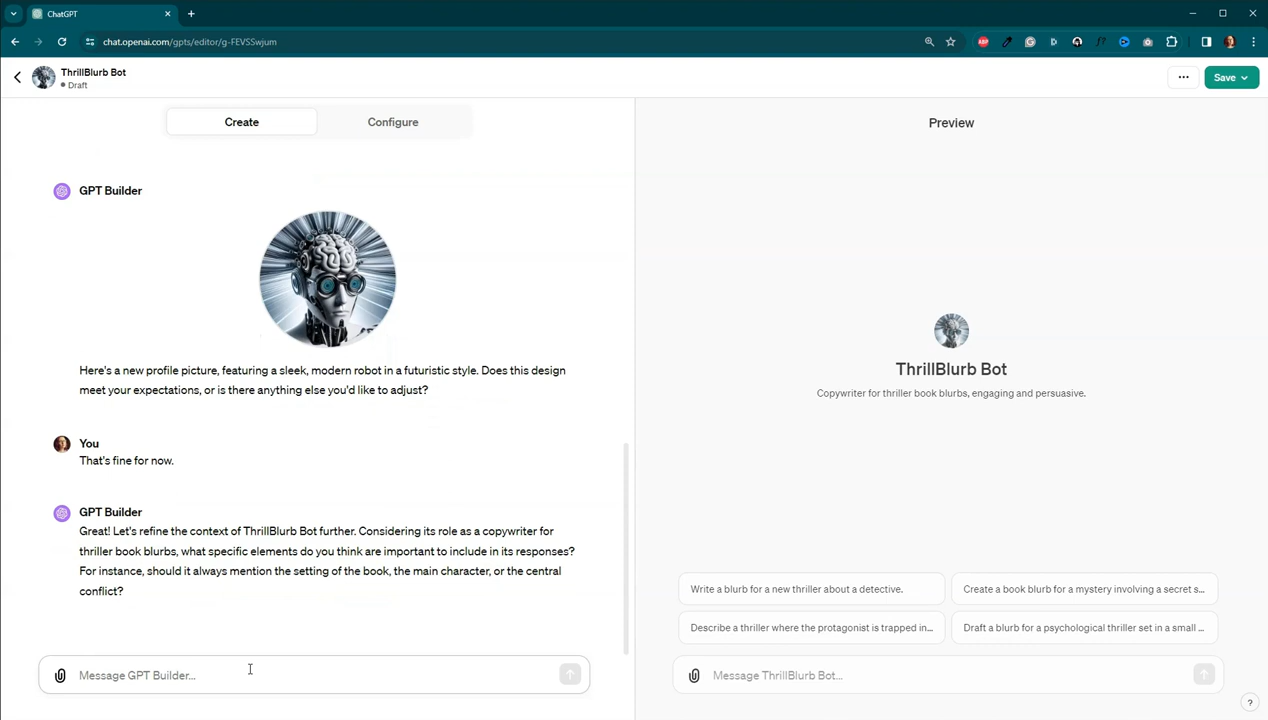 ChatGPT
chat.openai.com/gpts/editor/g-FEVSSwjum
ThrillBlurb Bot
Draft
Save
Create
Configure
Preview
GPT Builder
Here's a new profile picture, featuring a sleek, modern robot in a futuristic style. Does this design
meet your expectations, or is there anything else you'd like to adjust?
You
That's fine for now.
GPT Builder
Great! Let's refine the context of ThrillBlurb Bot further. Considering its role as a copywriter for
thriller book blurbs, what specific elements do you think are important to include in its responses?
For instance, should it always mention the setting of the book, the main character, or the central
conflict?
Message GPT Builder...
ThrillBlurb Bot
Copywriter for thriller book blurbs, engaging and persuasive.
Write a blurb for a new thriller about a detective.
Create a book blurb for a mystery involving a secret s...
Describe a thriller where the protagonist is trapped in...
Draft a blurb for a psychological thriller set in a small ...
Message ThrillBlurb Bot...
?